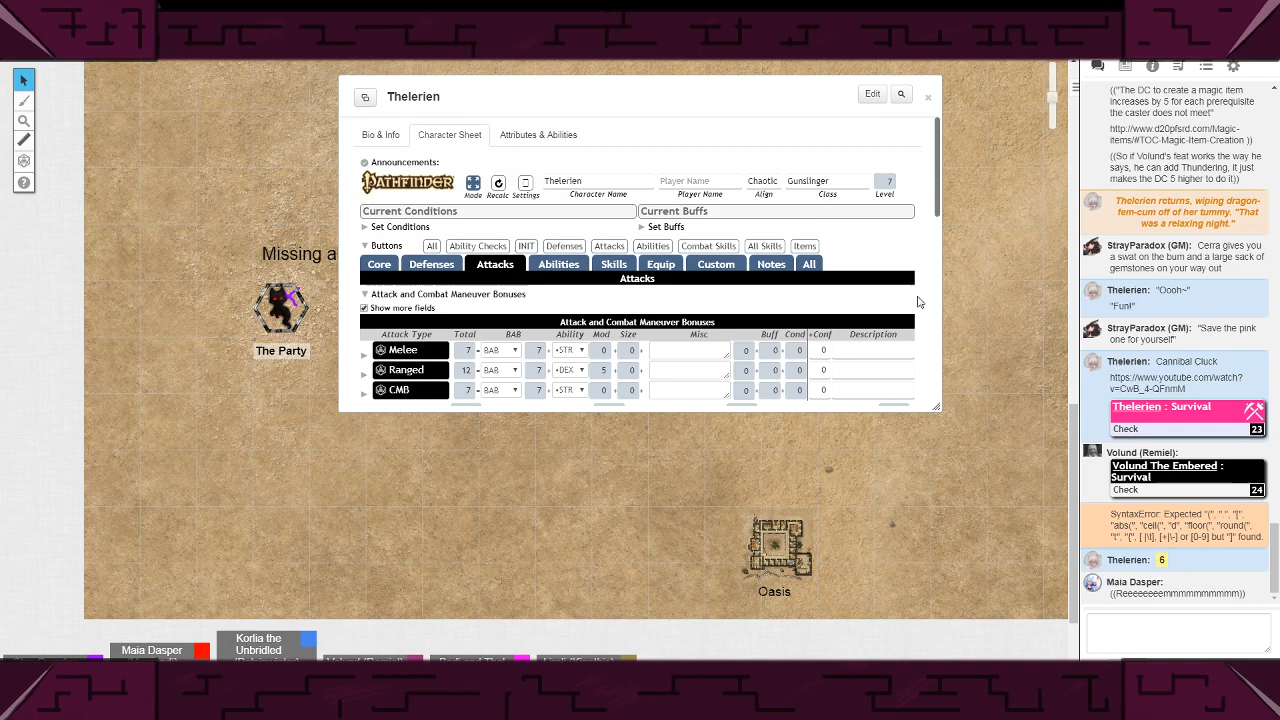 Missing a
The Party
Oasis
Thelerien
Edit
Bio & Info
Character Sheet
Attributes & Abilities
Announcements:
PATHFINDER
Mode
Recalc
Settings
Thelerien
Character Name
Player Name
Player Name
Chaotic
Align
Gunslinger
Class
7
Level
Current Conditions
Current Buffs
Set Conditions
Set Buffs
Buttons
All
Ability Checks
INIT
Defenses
Attacks
Abilities
Combat Skills
All Skills
Items
Core
Defenses
Attacks
Abilities
Skills
Equip
Custom
Notes
All
Attacks
Attack and Combat Maneuver Bonuses
Show more fields
Attack and Combat Maneuver Bonuses
Attack Type Total BAB Ability Mod Size Misc Buff Cond +Conf Description
Melee 7 = BAB 7 + •STR 0 + 0 + 0 + 0 + 0 0
Ranged 12 = BAB 7 + •DEX 5 + 0 + 0 + 0 + 0 0
CMB 7 = BAB 7 + •STR 0 + 0 + 0 + 0 + 0 0
(("The DC to create a magic item
increases by 5 for each prerequisite
the caster does not meet"
http://www.d20pfsrd.com/Magic-
items/#TOC-Magic-Item-Creation ))
((So if Volund's feat works the way he
says, he can add Thundering, it just
makes the DC 5 higher to do it))
Thelerien returns, wiping dragon-
fem-cum off of her tummy. "That
was a relaxing night."
StrayParadox (GM): Cerra gives you
a swat on the bum and a large sack of
gemstones on your way out
Thelerien: "Oooh~"
"Fun!"
StrayParadox (GM): "Save the pink
one for yourself"
Thelerien: Cannibal Cluck
https://www.youtube.com/watch?
v=CwB_4-QFnmM
Thelerien : Survival
Check 23
Volund (Remiel):
Volund The Embered :
Survival
Check 24
SyntaxError: Expected "(", ".", "[",
"abs(", "ceil(", "d", "floor(", "round(",
"t", "{", [ |\t], [+|\-] or [0-9] but "]" found.
Thelerien: 6
Maia Dasper:
((Reeeeeeeemmmmmmmmmm))
Maia Dasper
Korlia the
Unbridled